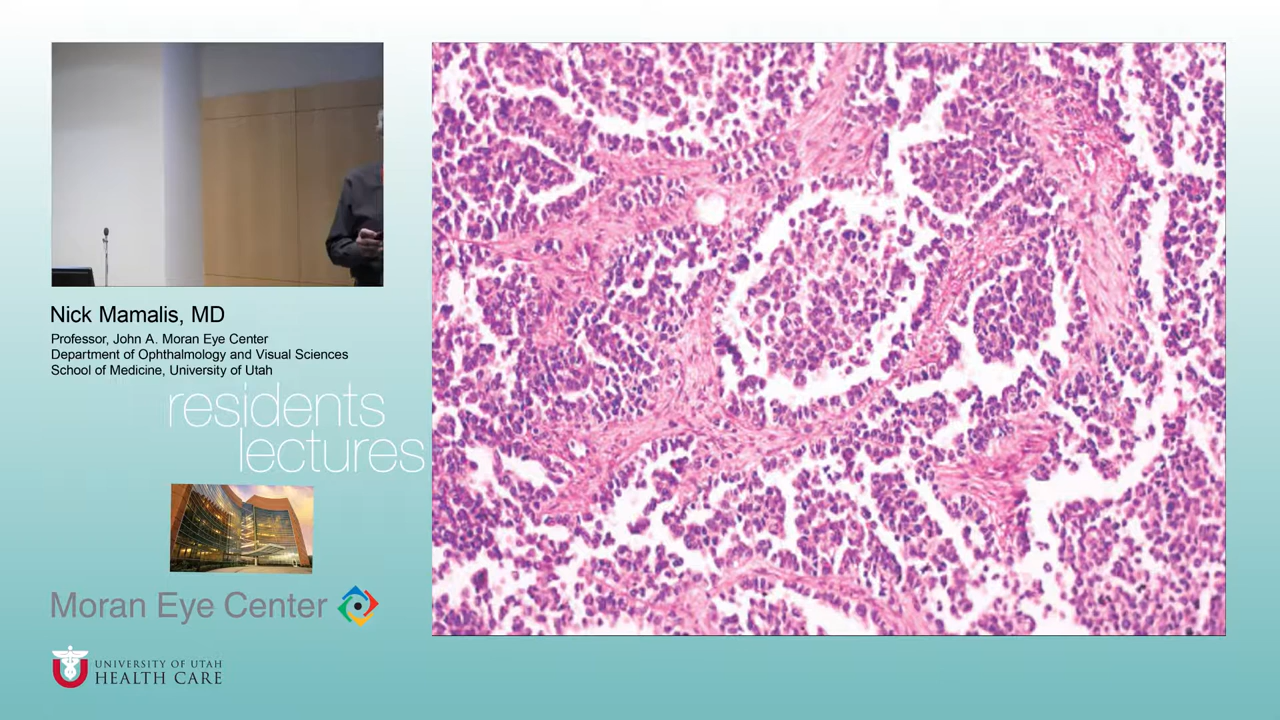 Nick Mamalis, MD
Professor, John A. Moran Eye Center
Department of Ophthalmology and Visual Sciences
School of Medicine, University of Utah
residents
lectures
Moran Eye Center
UNIVERSITY OF UTAH
HEALTH CARE